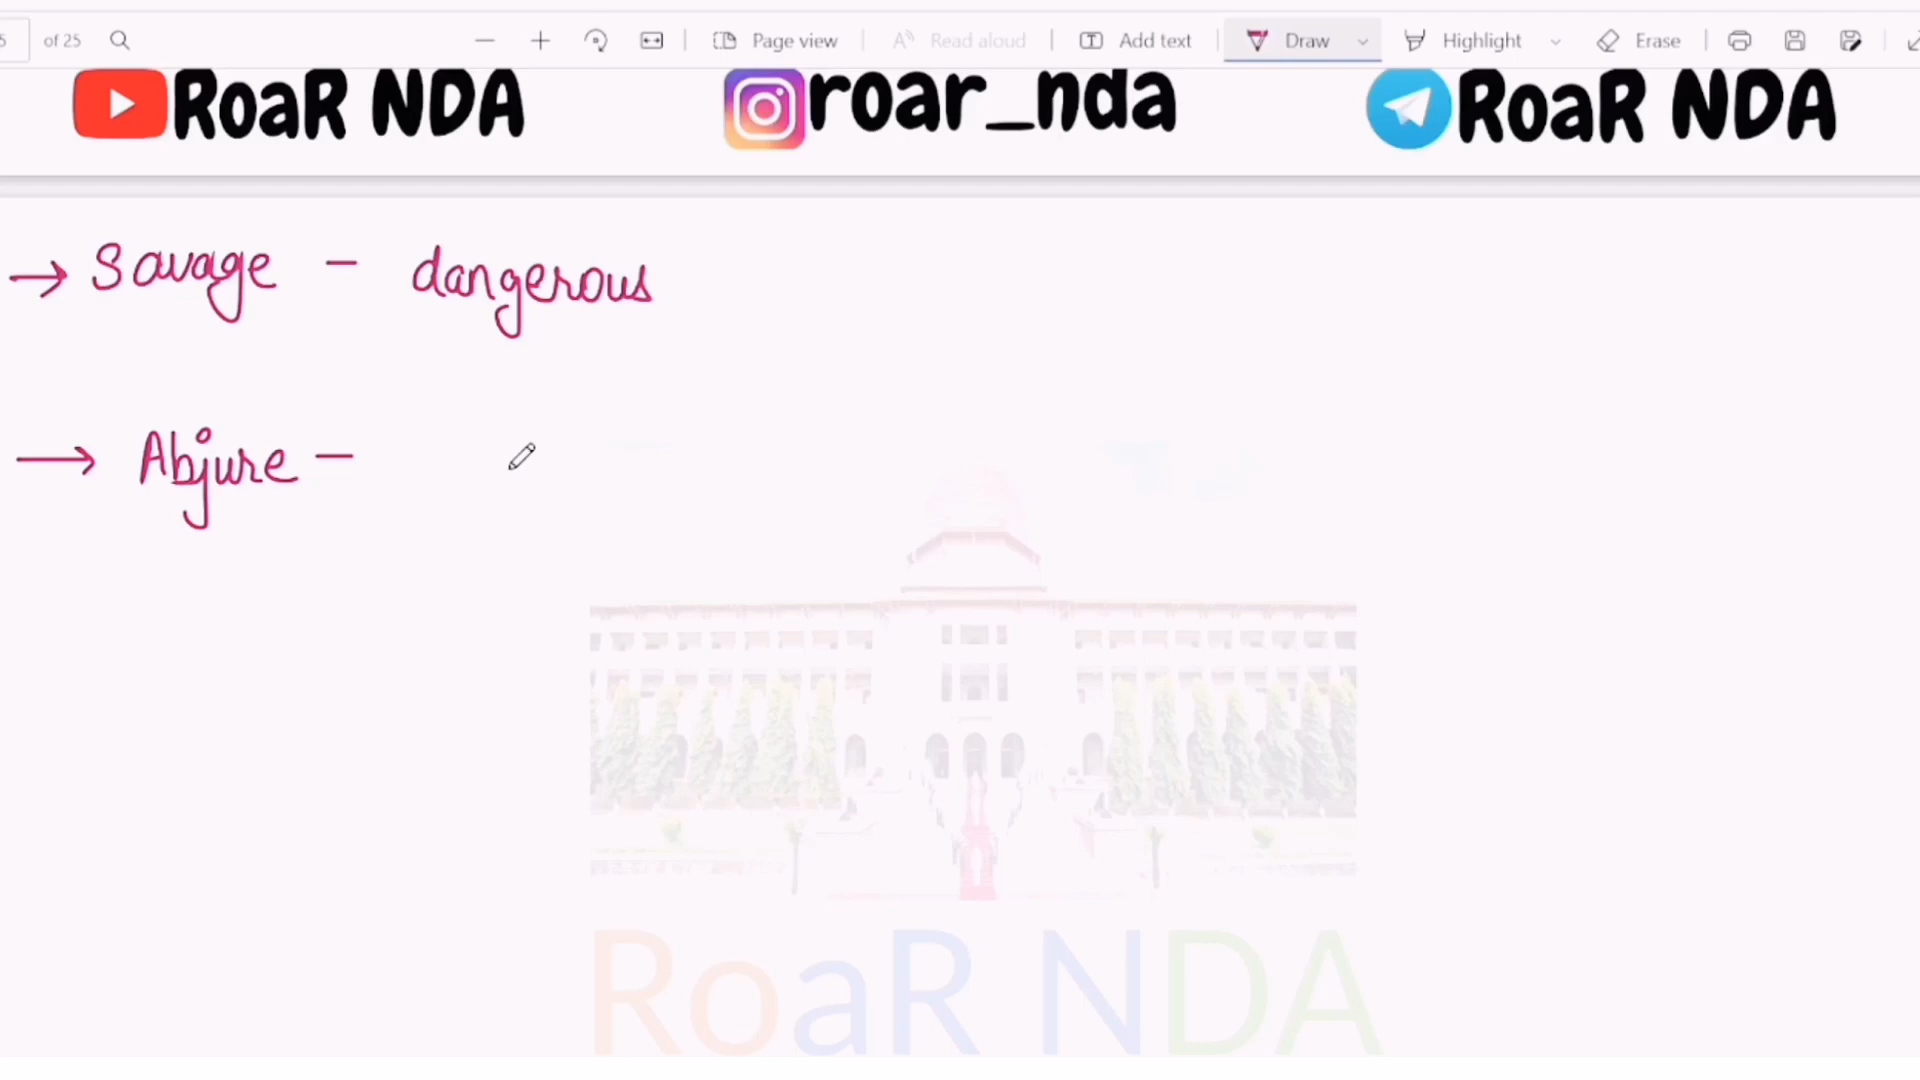 5 of 25 Page view Read aloud Add text Draw Highlight Erase
RoaR NDA roar_nda RoaR NDA
→ Savage - dangerous
→ Abjure -
RoaR NDA